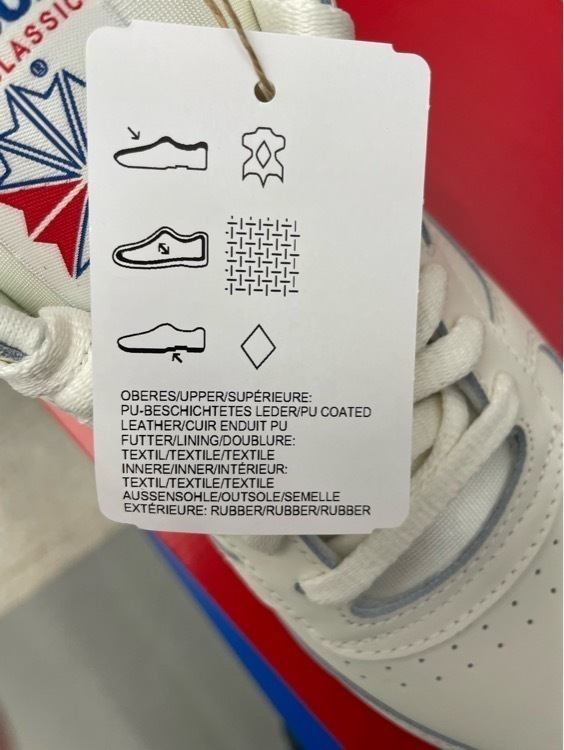 CLASSIC
OBERES/UPPER/SUPÉRIEURE:
PU-BESCHICHTETES LEDER/PU COATED
LEATHER/CUIR ENDUIT PU
FUTTER/LINING/DOUBLURE:
TEXTIL/TEXTILE/TEXTILE
INNERE/INNER/INTÉRIEUR:
TEXTIL/TEXTILE/TEXTILE
AUSSENSOHLE/OUTSOLE/SEMELLE
EXTÉRIEURE: RUBBER/RUBBER/RUBBER